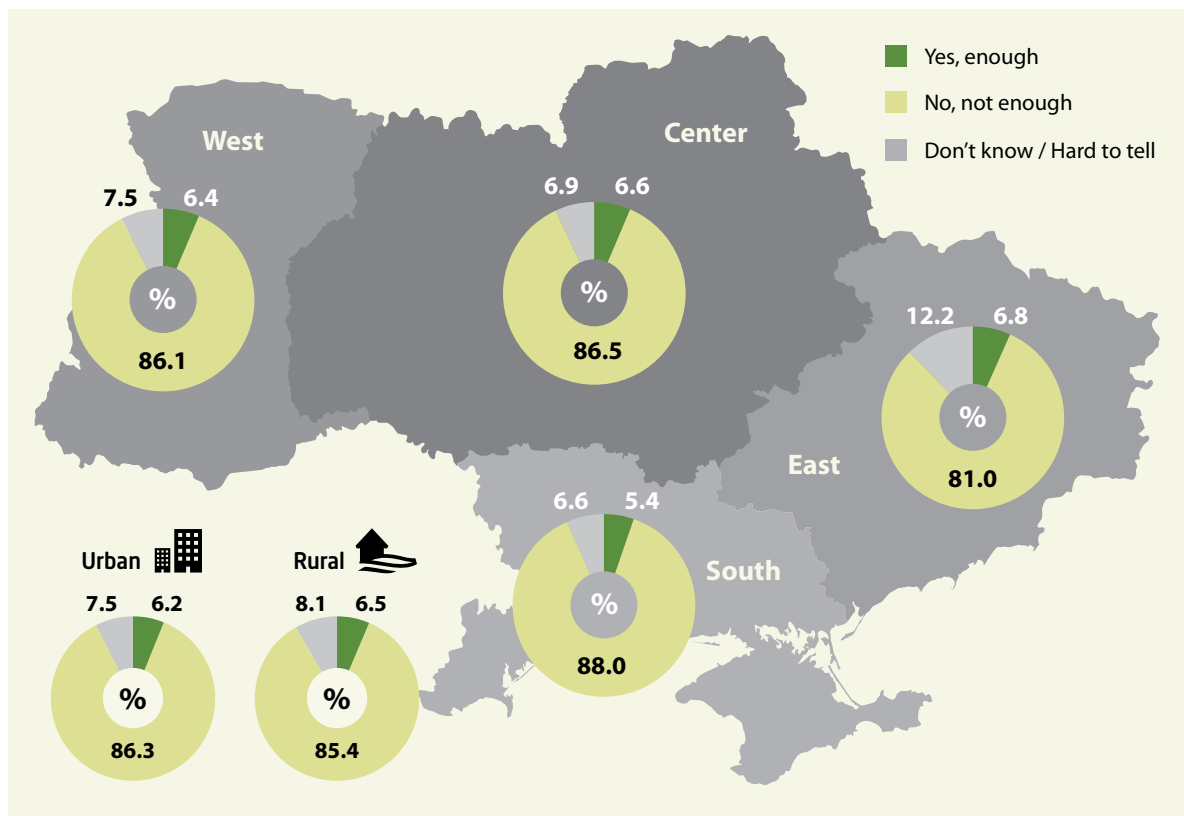 Yes, enough
No, not enough
Don't know / Hard to tell
West
7.5 6.4
%
86.1
Center
6.9 6.6
%
86.5
East
12.2 6.8
%
81.0
South
6.6 5.4
%
88.0
Urban
7.5 6.2
%
86.3
Rural
8.1 6.5
%
85.4